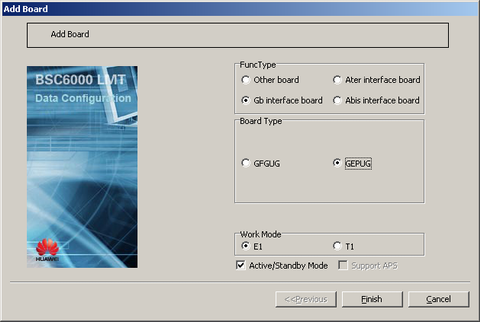 Add Board
Add Board
BSC6000 LMT
Data Configuration
HUAWEI
FuncType
Other board
Ater interface board
Gb interface board
Abis interface board
Board Type
GFGUG
GEPUG
Work Mode
E1
T1
Active/Standby Mode
Support APS
<<Previous
Finish
Cancel